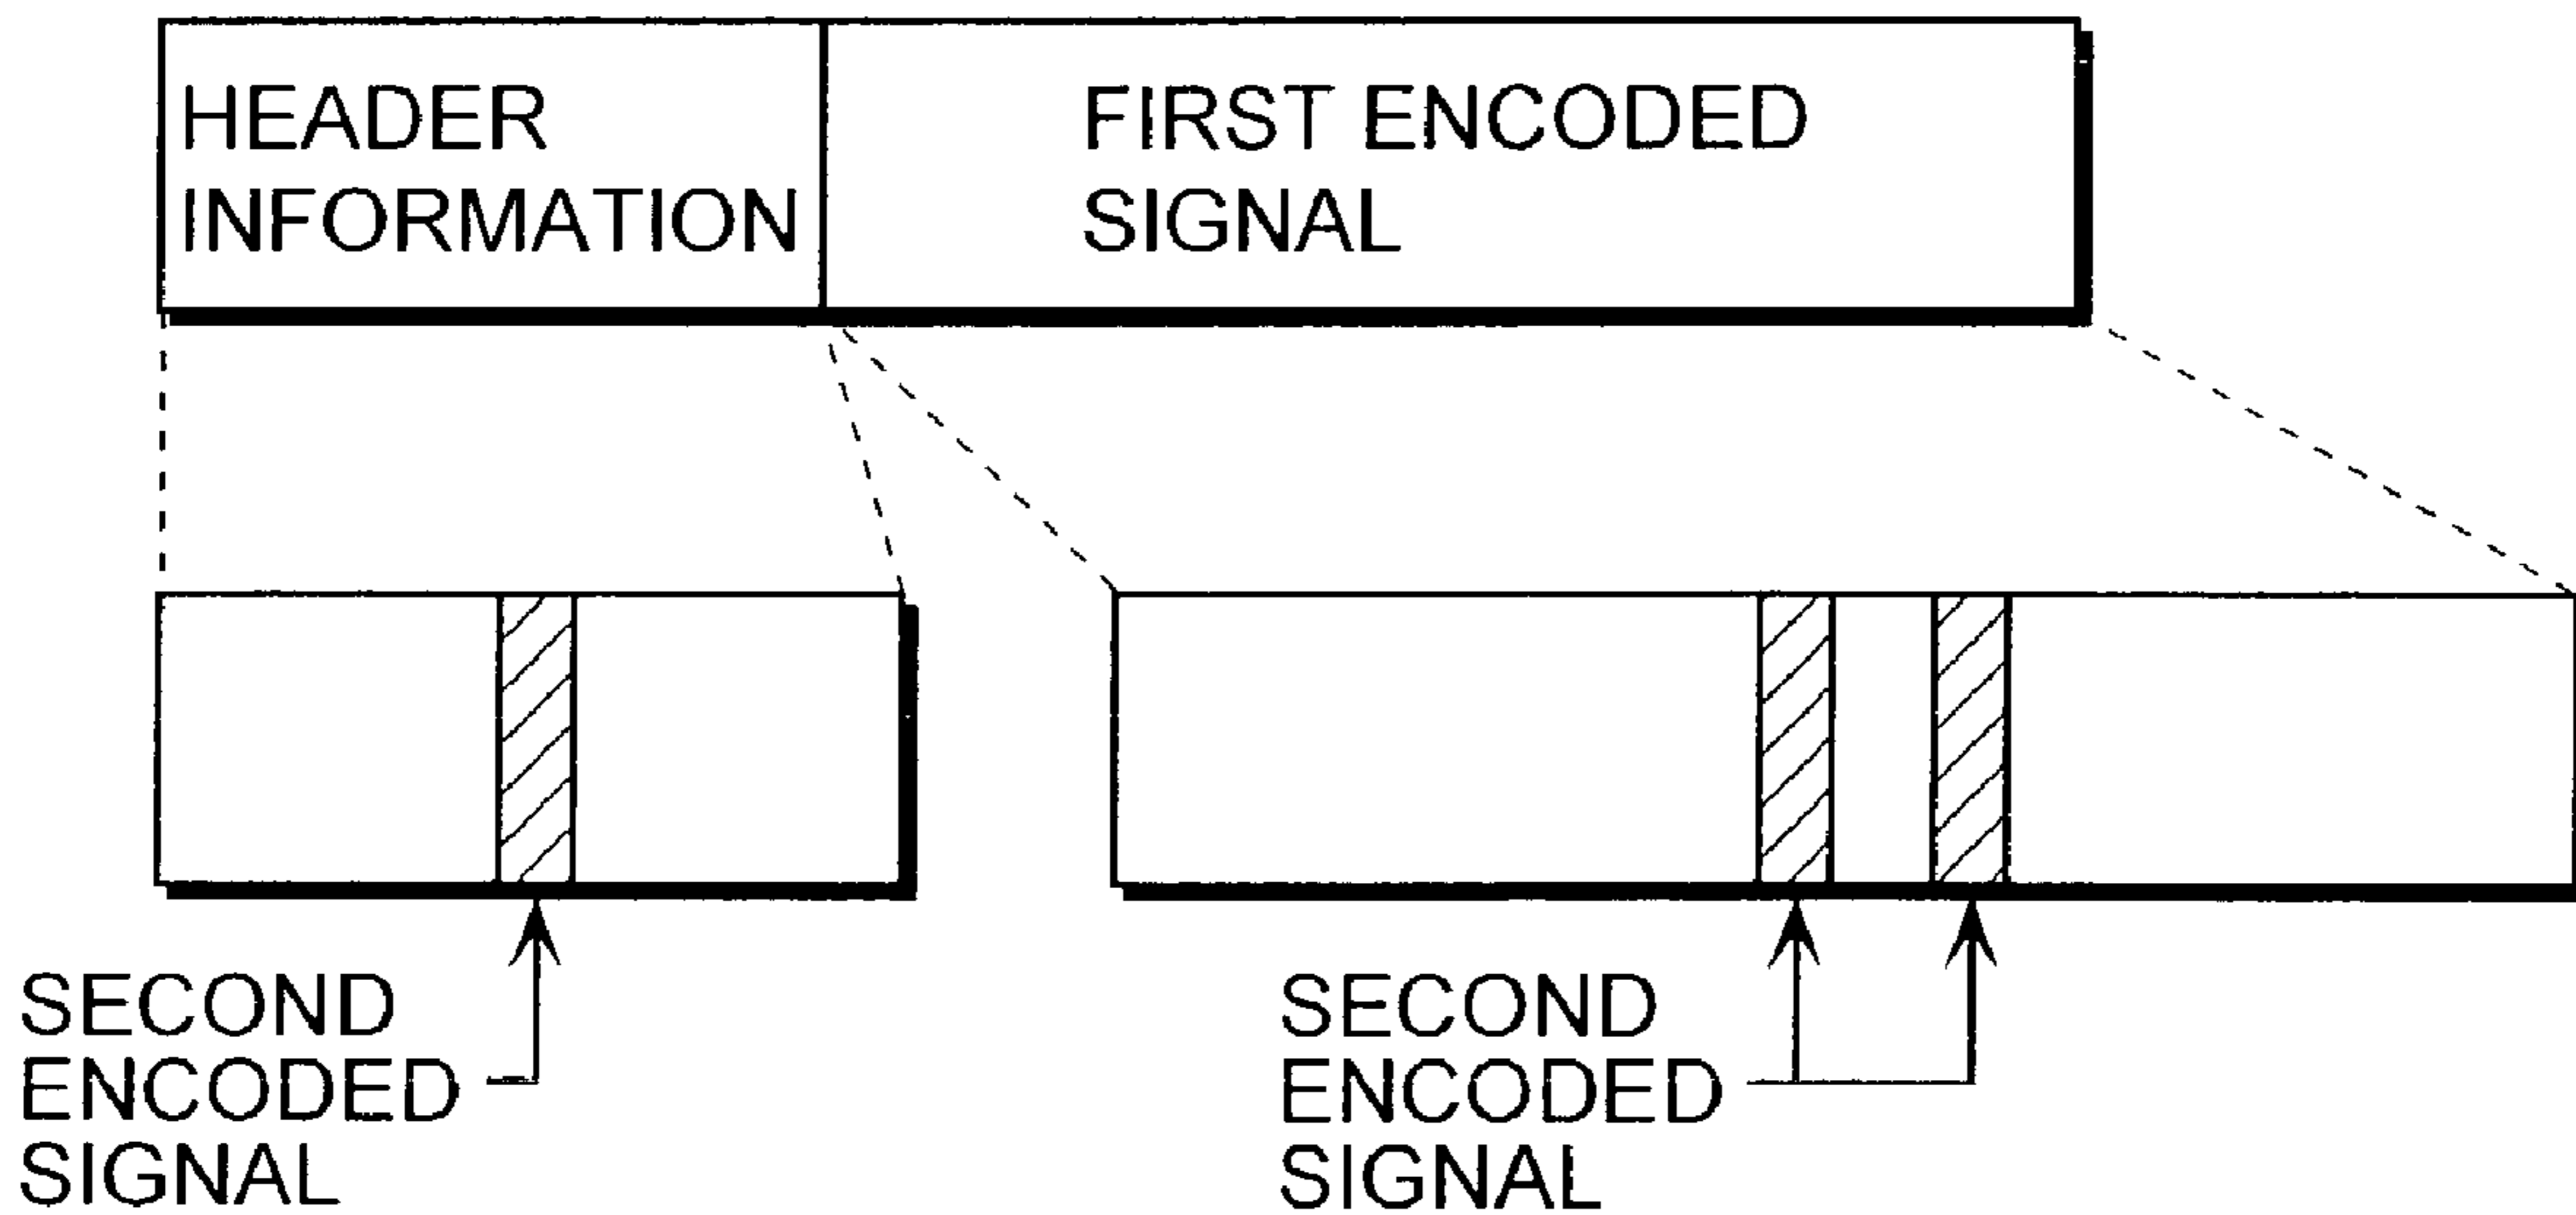 HEADER
INFORMATION
FIRST ENCODED
SIGNAL
SECOND
ENCODED
SIGNAL
SECOND
ENCODED
SIGNAL